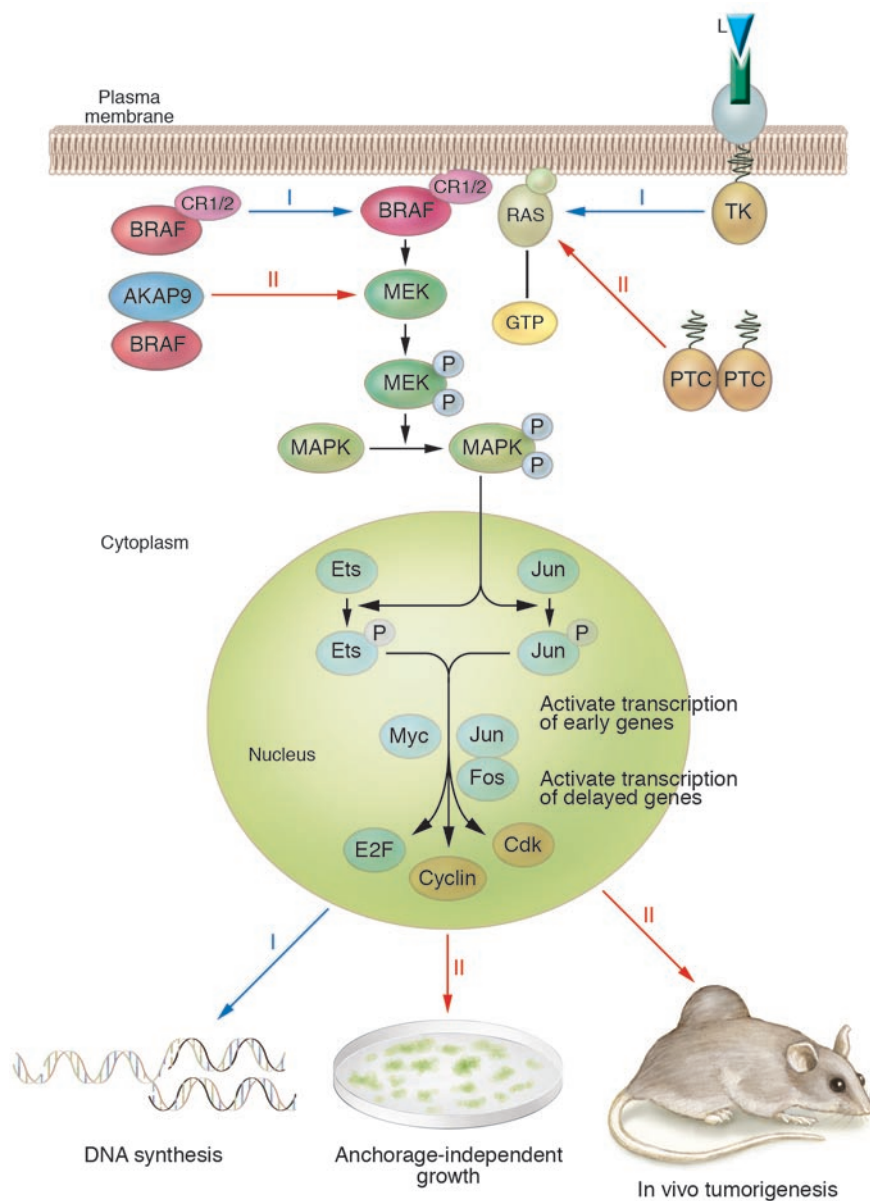 L
Plasma
membrane
CR1/2
I
CR1/2
BRAF
BRAF
RAS
I
TK
AKAP9
II
MEK
II
BRAF
GTP
MEK
P
P
PTC
PTC
MAPK
MAPK
P
P
Cytoplasm
Ets
Jun
P
P
Ets
Jun
Activate transcription
of early genes
Myc
Jun
Nucleus
Fos
Activate transcription
of delayed genes
E2F
Cdk
Cyclin
I
II
II
DNA synthesis
Anchorage-independent
growth
In vivo tumorigenesis